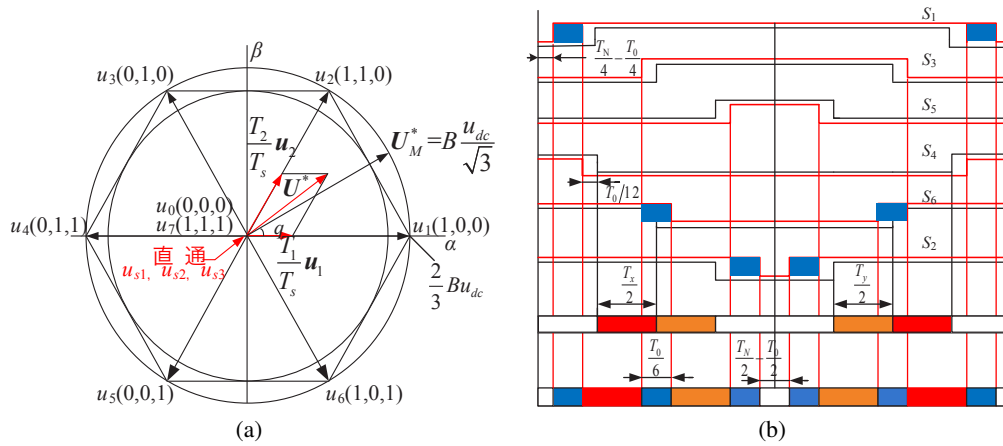 β
u3(0,1,0)
u2(1,1,0)
T2/Ts u2
U*M=B udc/√3
U*
u0(0,0,0)
u7(1,1,1)
u4(0,1,1)
u1(1,0,0)
α
直通
us1, us2, us3
T1/Ts u1
2/3 Budc
u5(0,0,1)
u6(1,0,1)
(a)
S1
TN/4 - T0/4
S3
S5
S4
T0/12
S6
S2
Tx/2
Ty/2
T0/6
TN/2 - T0/2
(b)